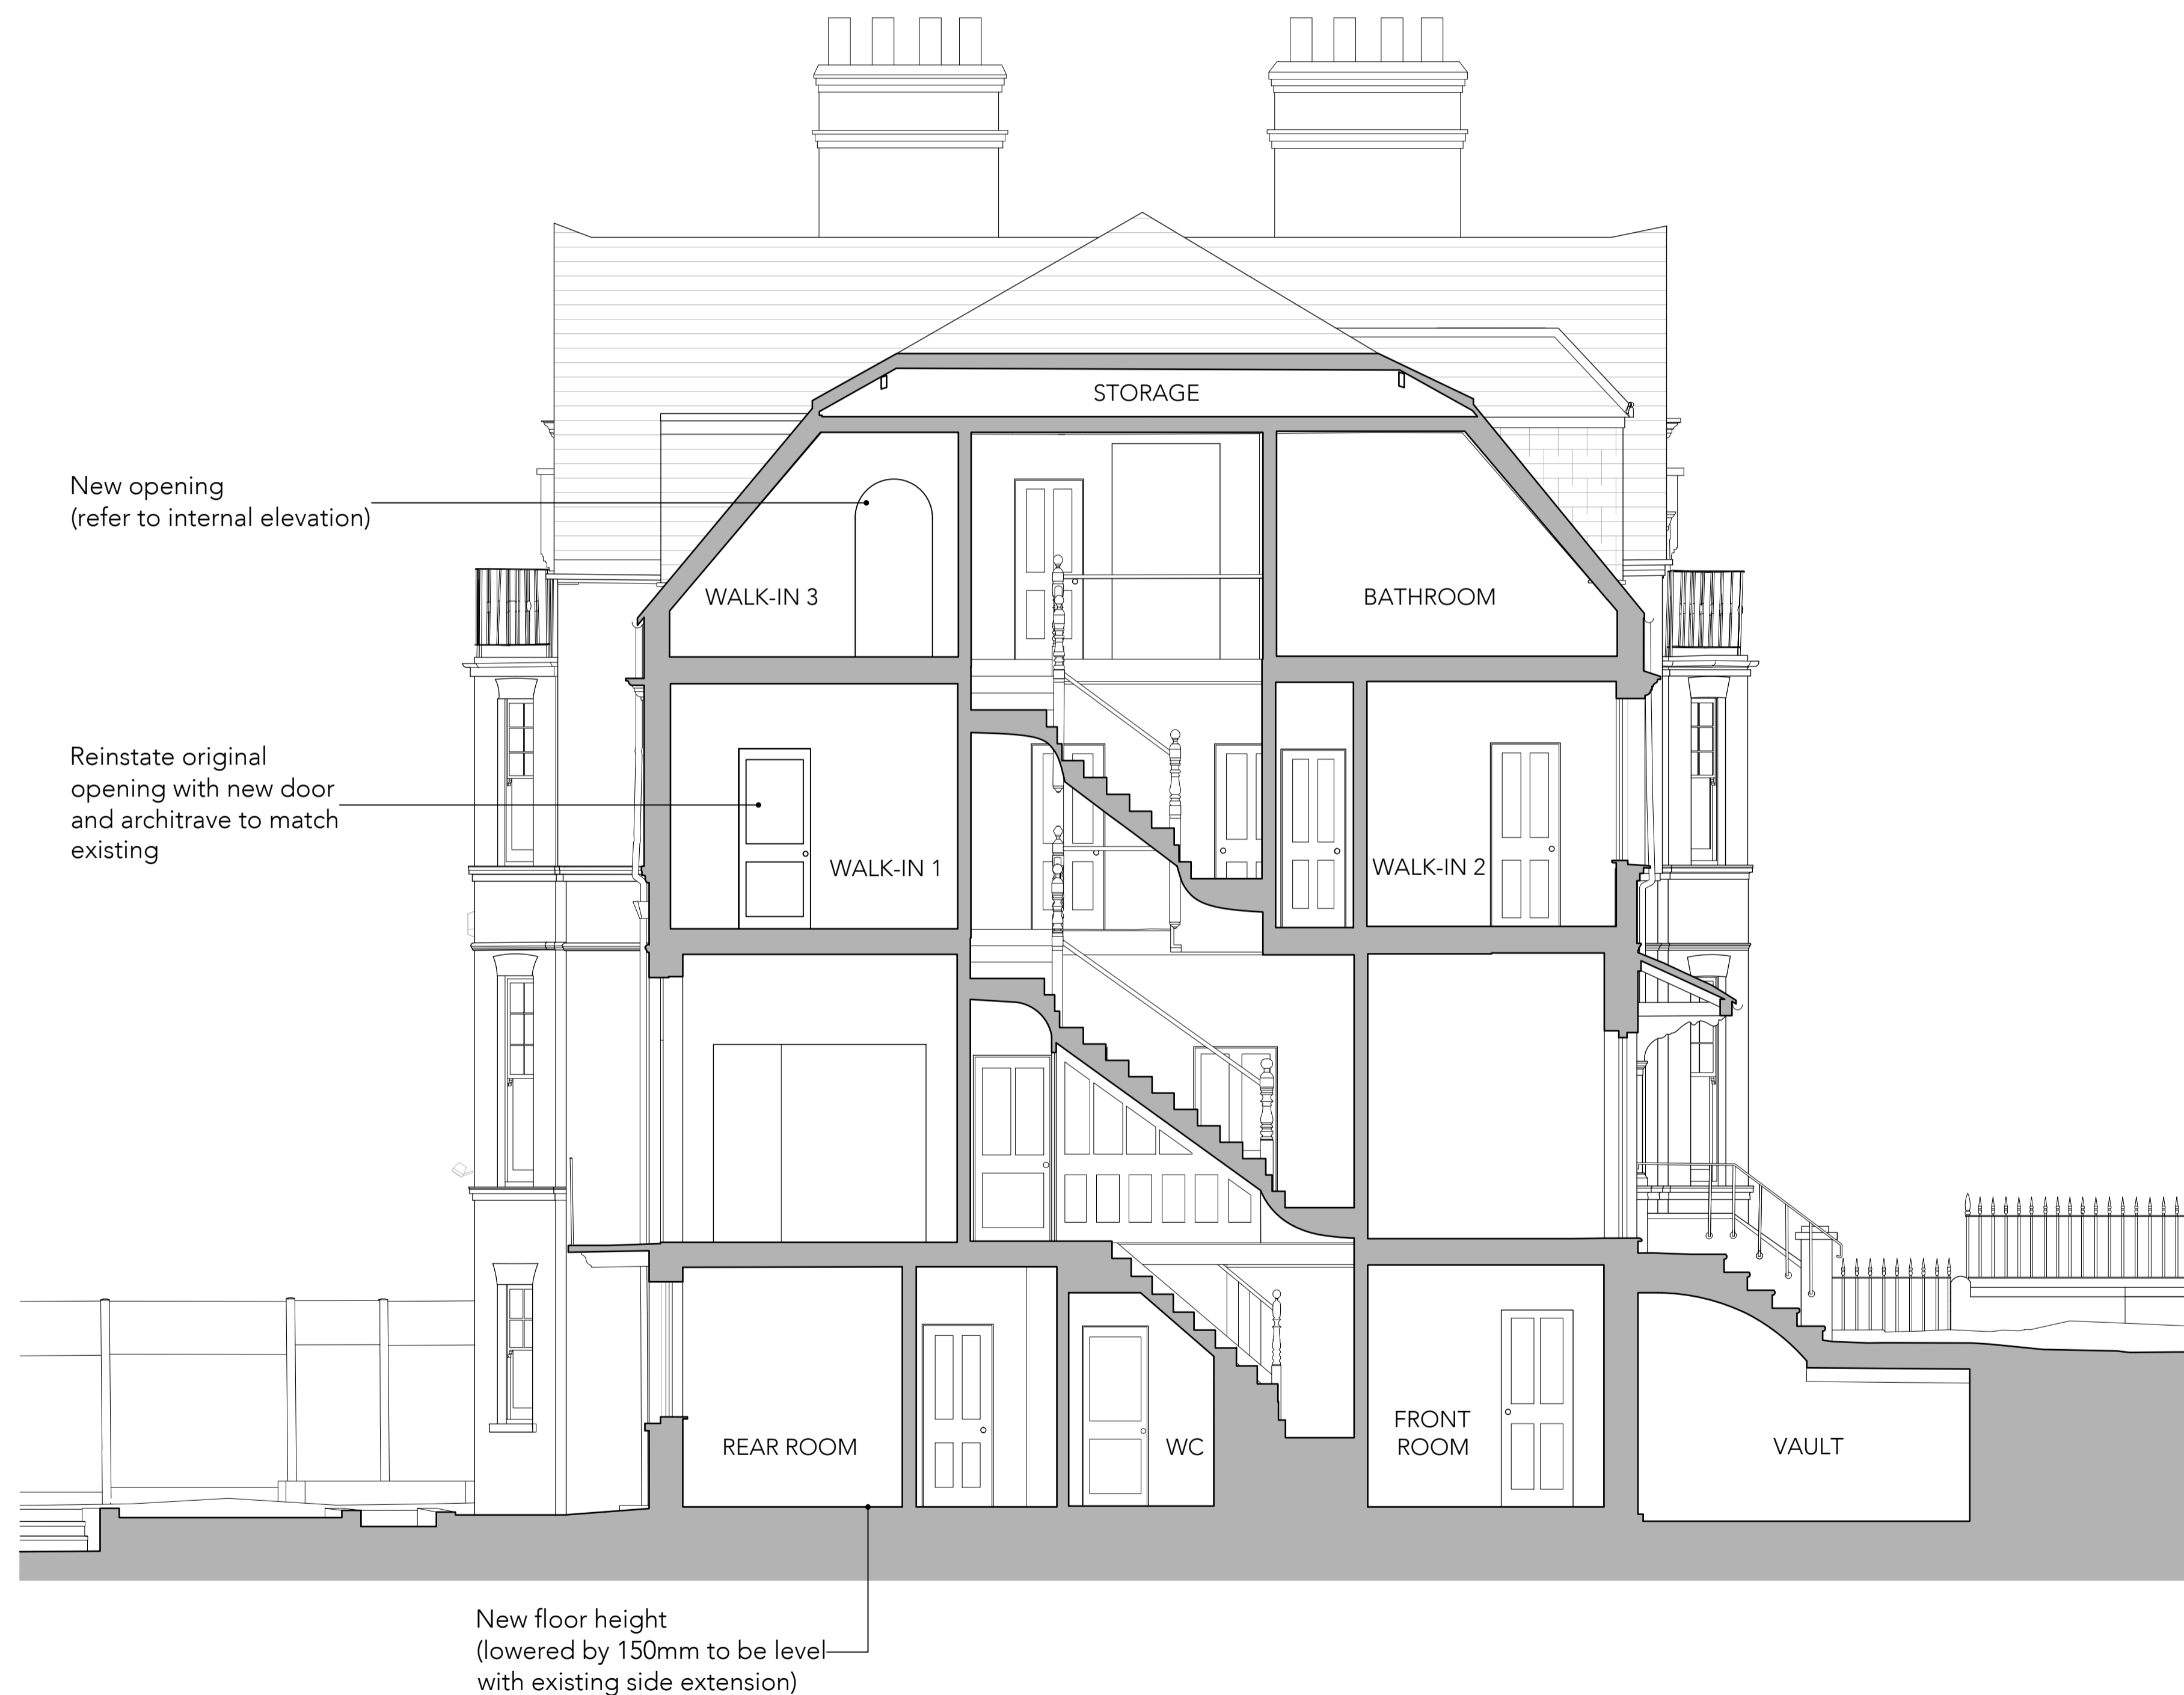 STORAGE
New opening
(refer to internal elevation)
WALK-IN 3
BATHROOM
Reinstate original
opening with new door
and architrave to match
existing
WALK-IN 1
WALK-IN 2
REAR ROOM
WC
FRONT
ROOM
VAULT
New floor height
(lowered by 150mm to be level
with existing side extension)